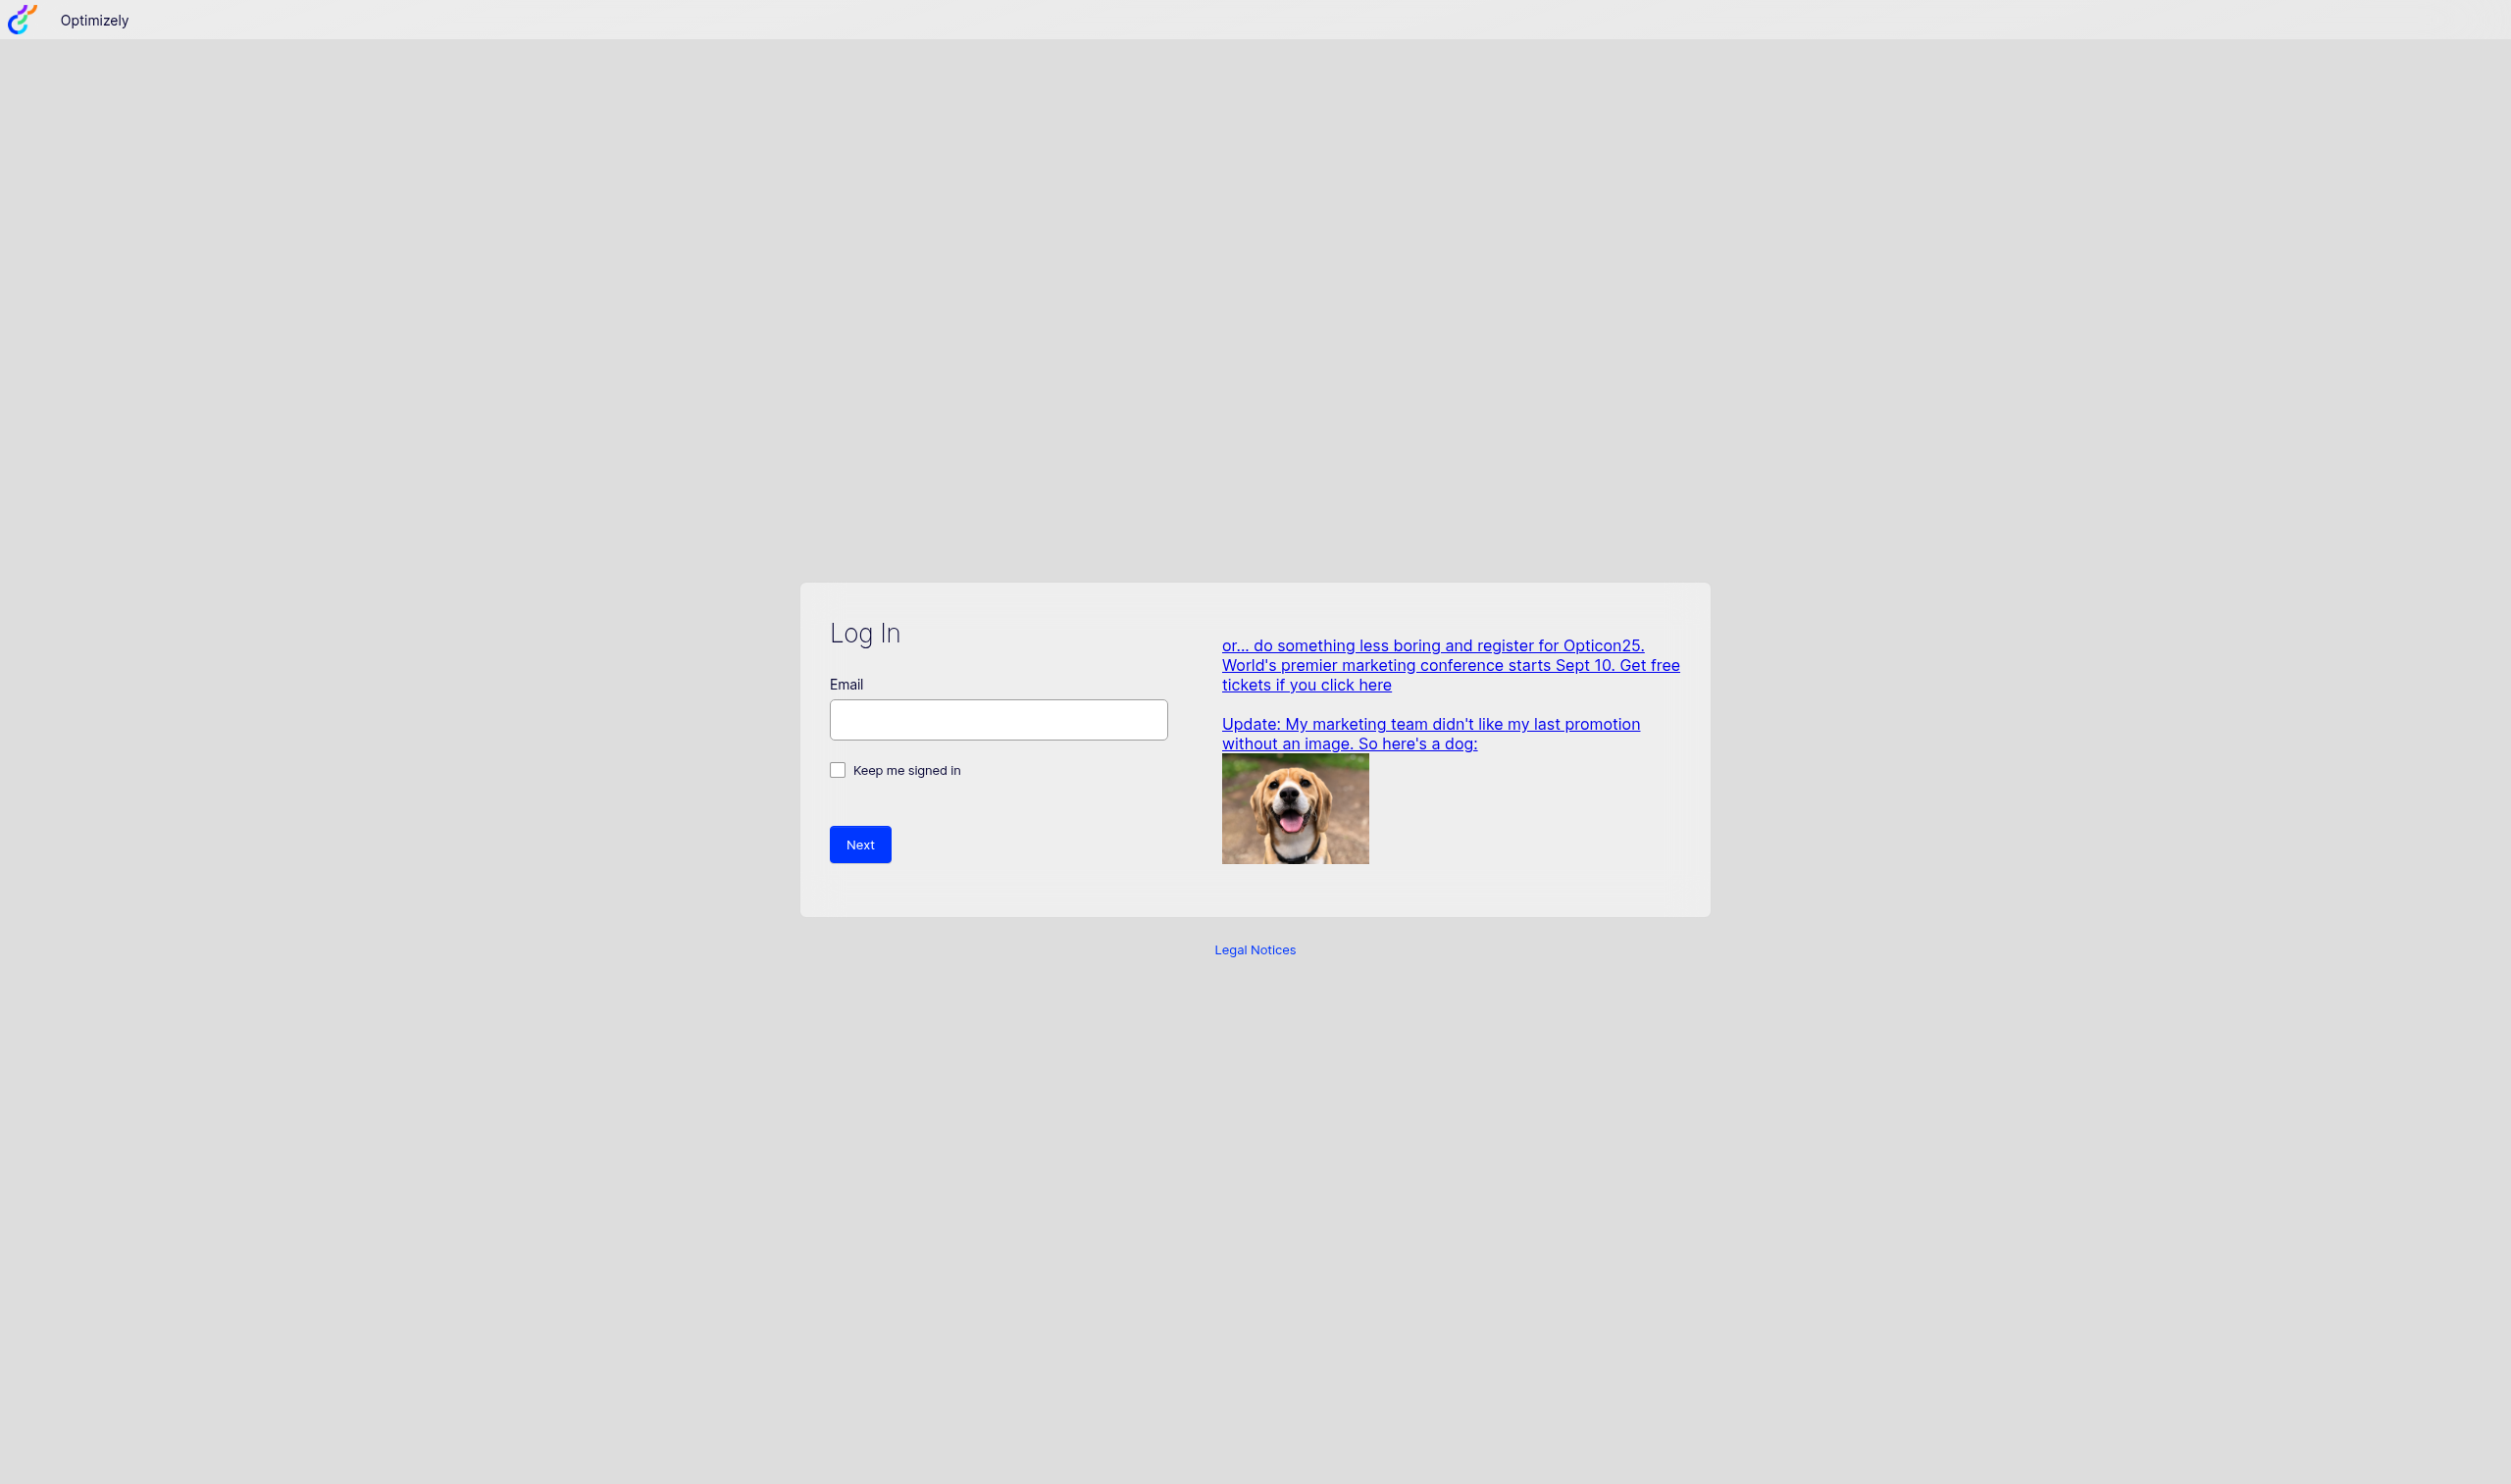 Optimizely
Log In
Email
Keep me signed in
Next
or... do something less boring and register for Opticon25.
World's premier marketing conference starts Sept 10. Get free
tickets if you click here
Update: My marketing team didn't like my last promotion
without an image. So here's a dog:
Legal Notices